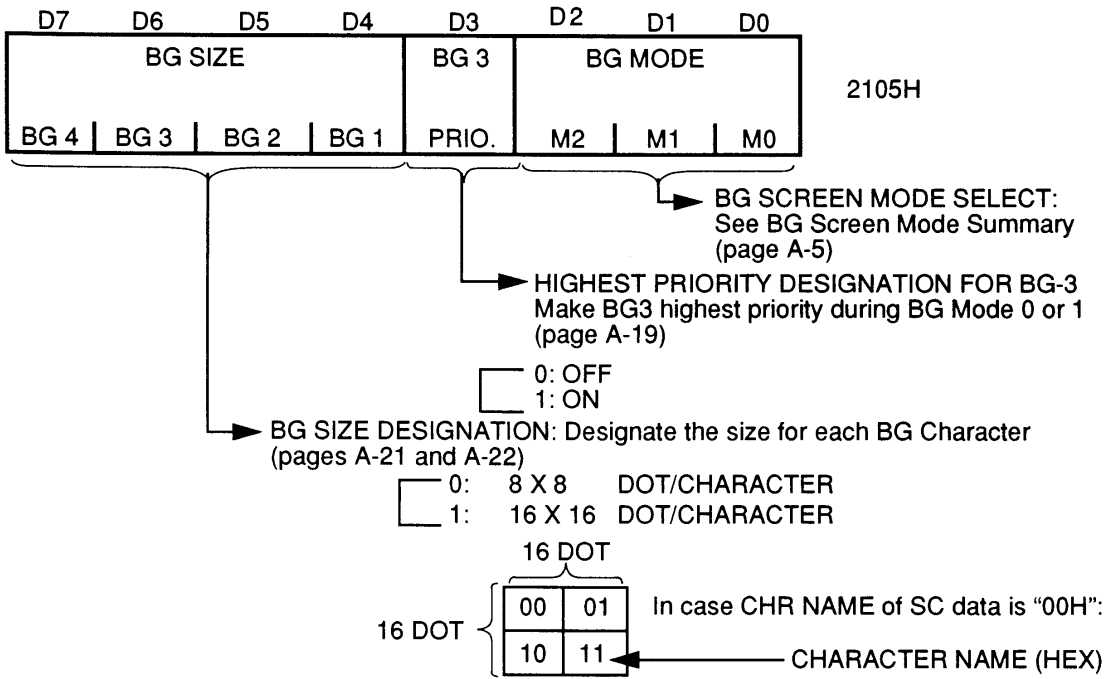 D7 D6 D5 D4 D3 D2 D1 D0
BG SIZE BG 3 BG MODE
2105H
BG 4 BG 3 BG 2 BG 1 PRIO. M2 M1 M0
BG SCREEN MODE SELECT:
See BG Screen Mode Summary
(page A-5)
HIGHEST PRIORITY DESIGNATION FOR BG-3
Make BG3 highest priority during BG Mode 0 or 1
(page A-19)
0: OFF
1: ON
BG SIZE DESIGNATION: Designate the size for each BG Character
(pages A-21 and A-22)
0: 8 X 8 DOT/CHARACTER
1: 16 X 16 DOT/CHARACTER
16 DOT
00 01 In case CHR NAME of SC data is “00H”:
16 DOT
10 11 CHARACTER NAME (HEX)